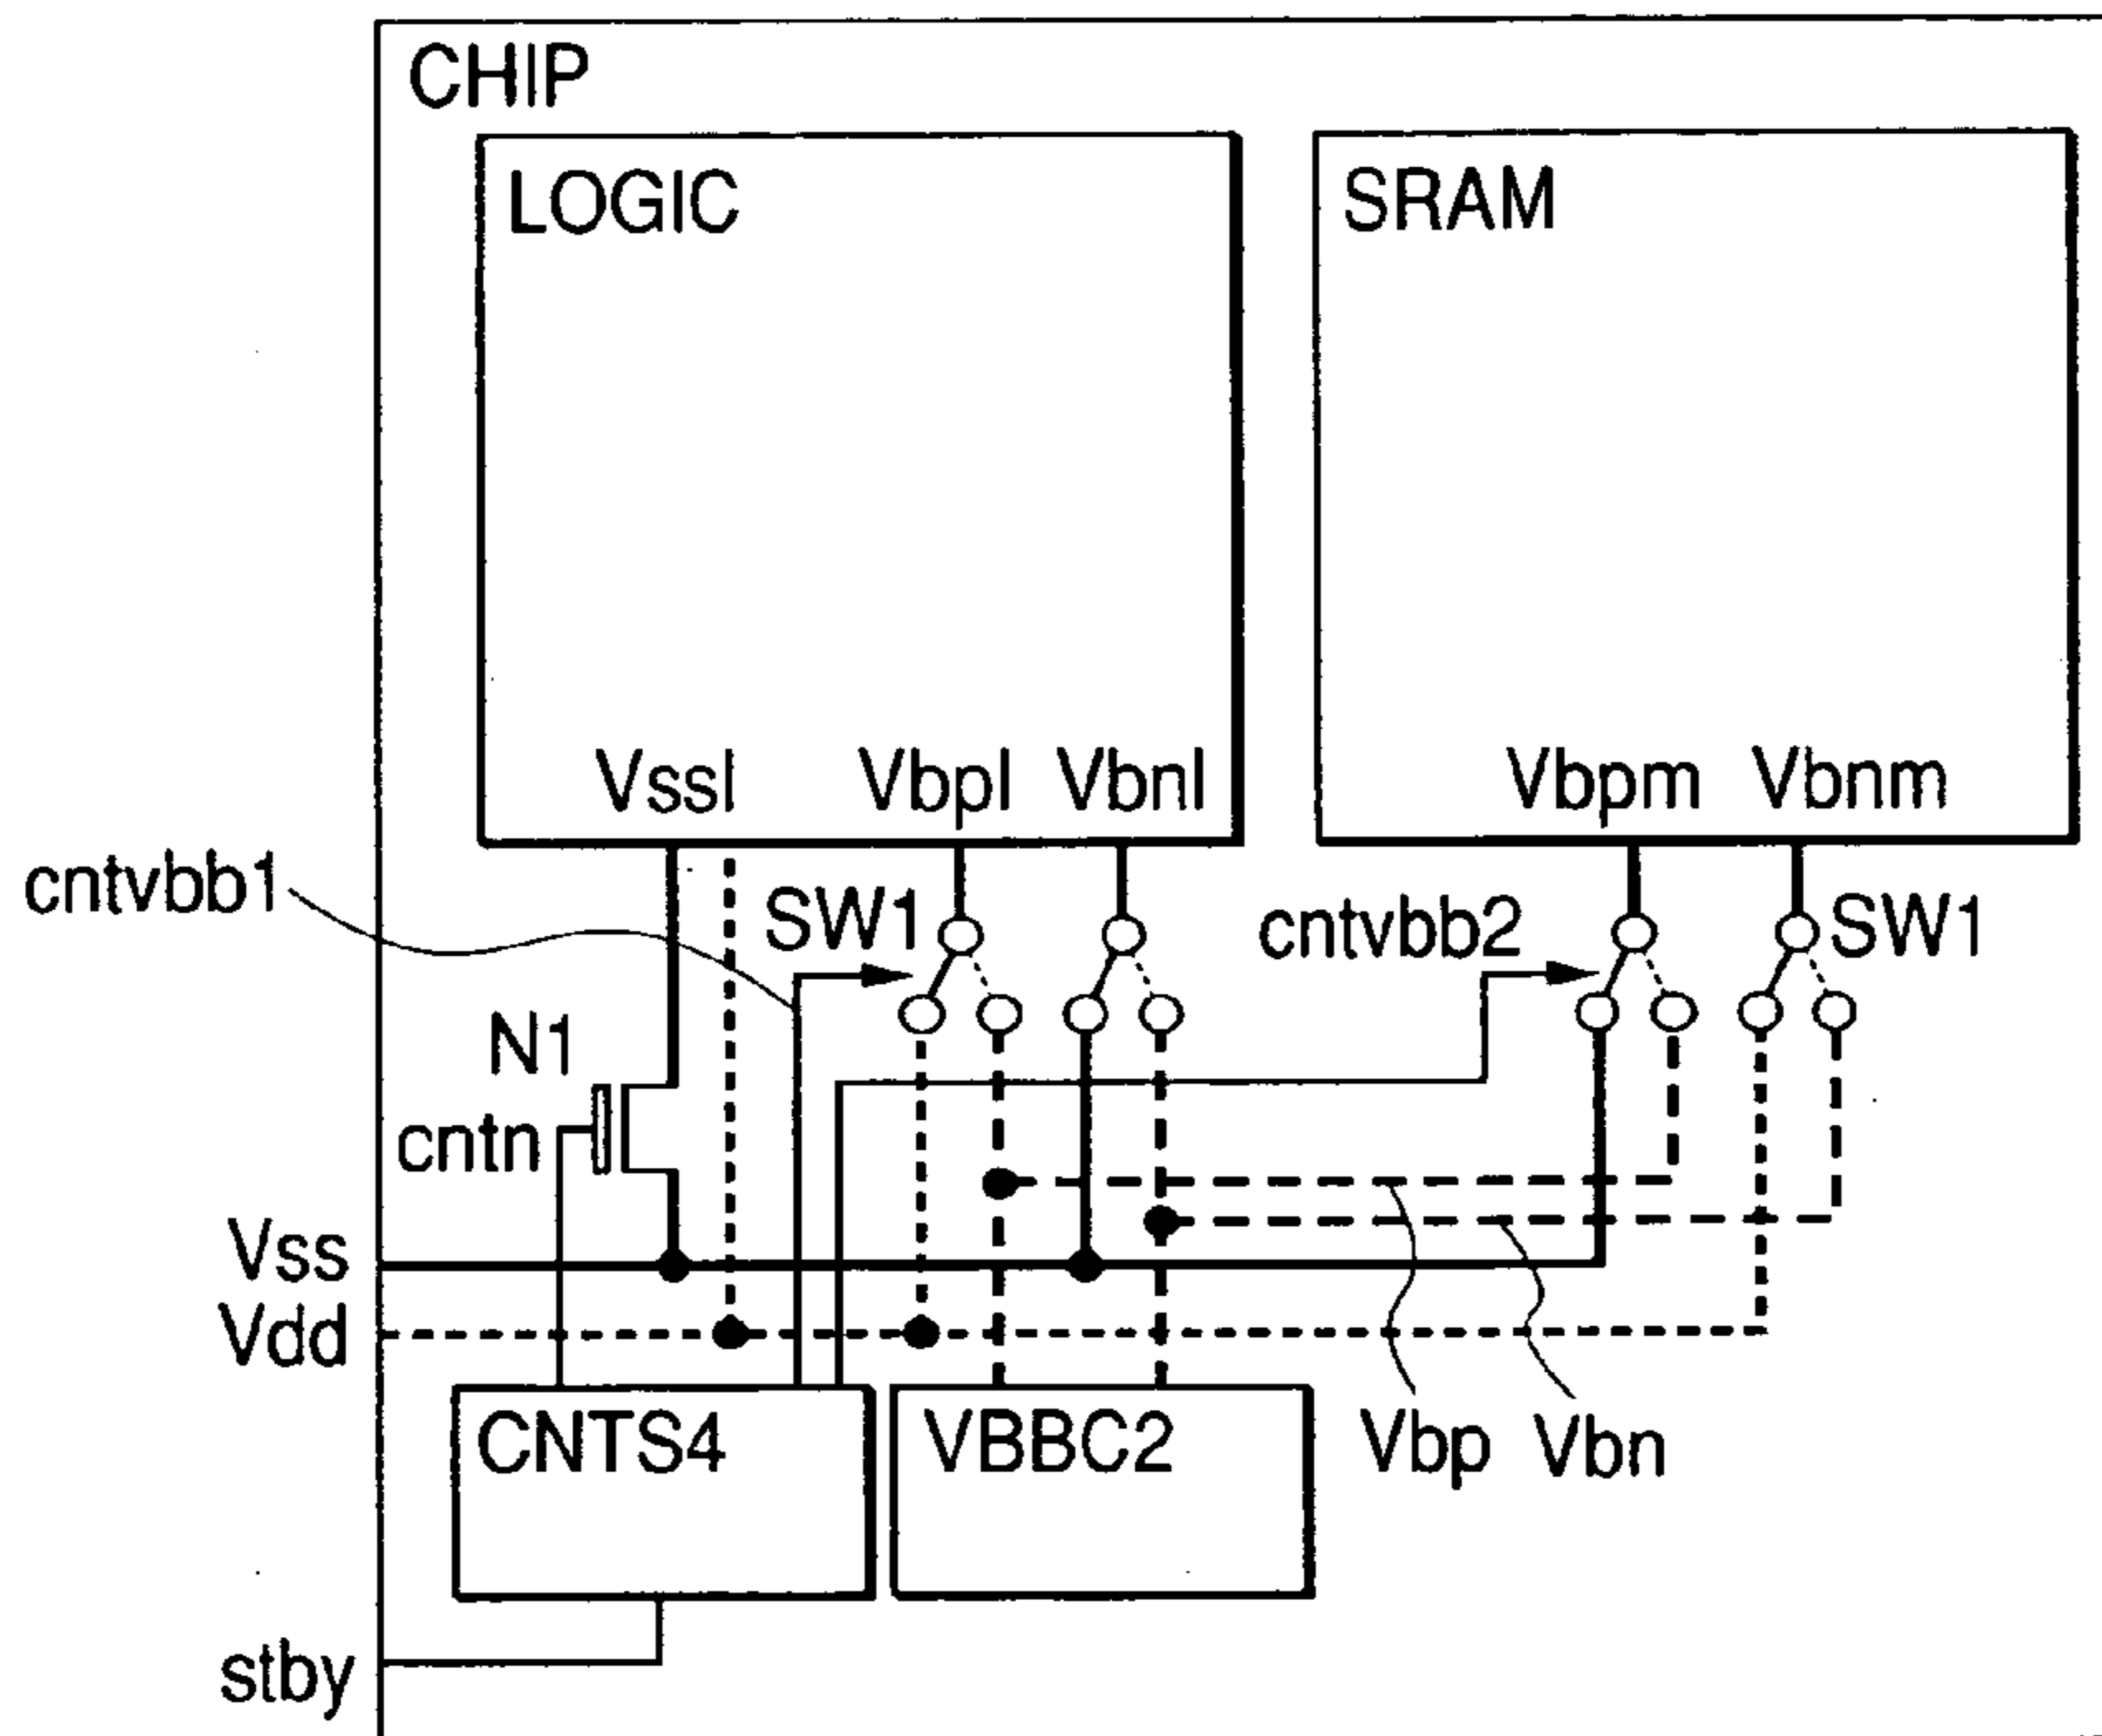 CHIP
LOGIC
SRAM
Vssl
Vbpl
Vbnl
Vbpm
Vbnm
cntvbb1
SW1
cntvbb2
SW1
N1
cntn
Vss
Vdd
CNTS4
VBBC2
Vbp
Vbn
stby